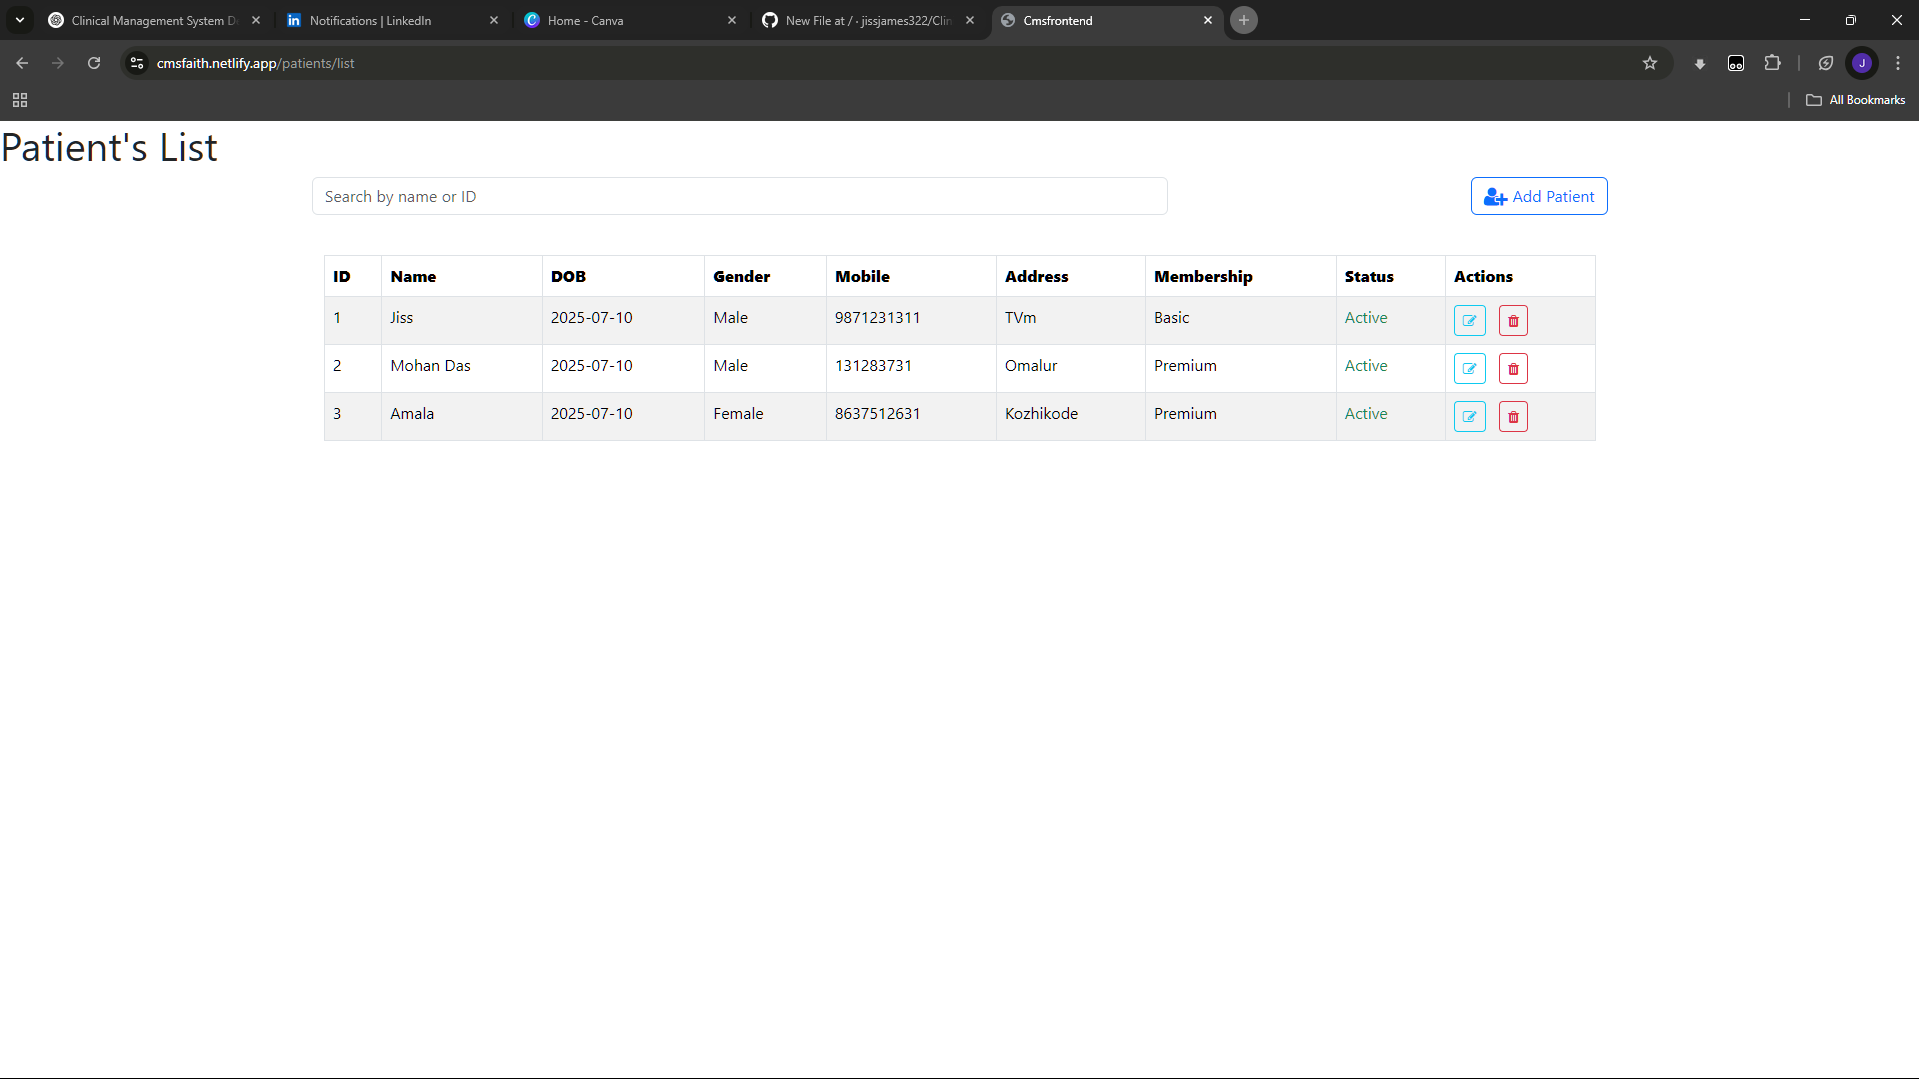 Clinical Management System D
Notifications | LinkedIn
Home - Canva
New File at / · jissjames322/Clin
Cmsfrontend
cmsfaith.netlify.app/patients/list
J
All Bookmarks
Patient's List
Search by name or ID
Add Patient
ID Name DOB Gender Mobile Address Membership Status Actions
1 Jiss 2025-07-10 Male 9871231311 TVm Basic Active
2 Mohan Das 2025-07-10 Male 131283731 Omalur Premium Active
3 Amala 2025-07-10 Female 8637512631 Kozhikode Premium Active